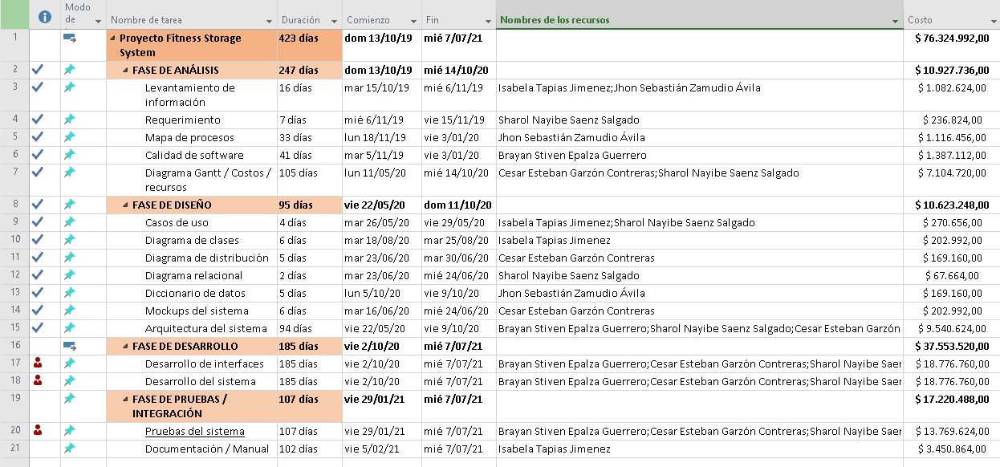 Modo de Nombre de tarea Duración Comienzo Fin Nombres de los recursos Costo
1 Proyecto Fitness Storage System 423 días dom 13/10/19 mié 7/07/21 $ 76.324.992,00
2 FASE DE ANÁLISIS 247 días dom 13/10/19 mié 14/10/20 $ 10.927.736,00
3 Levantamiento de información 16 días mar 15/10/19 mié 6/11/19 Isabela Tapias Jimenez;Jhon Sebastián Zamudio Ávila $ 1.082.624,00
4 Requerimiento 7 días mié 6/11/19 vie 15/11/19 Sharol Nayibe Saenz Salgado $ 236.824,00
5 Mapa de procesos 33 días lun 18/11/19 vie 3/01/20 Jhon Sebastián Zamudio Ávila $ 1.116.456,00
6 Calidad de software 41 días mar 5/11/19 vie 3/01/20 Brayan Stiven Epalza Guerrero $ 1.387.112,00
7 Diagrama Gantt / Costos / recursos 105 días lun 11/05/20 mié 14/10/20 Cesar Esteban Garzón Contreras;Sharol Nayibe Saenz Salgado $ 7.104.720,00
8 FASE DE DISEÑO 95 días vie 22/05/20 dom 11/10/20 $ 10.623.248,00
9 Casos de uso 4 días mar 26/05/20 vie 29/05/20 Isabela Tapias Jimenez;Sharol Nayibe Saenz Salgado $ 270.656,00
10 Diagrama de clases 6 días mar 18/08/20 mar 25/08/20 Isabela Tapias Jimenez $ 202.992,00
11 Diagrama de distribución 5 días mar 23/06/20 mar 30/06/20 Cesar Esteban Garzón Contreras $ 169.160,00
12 Diagrama relacional 2 días mar 23/06/20 mié 24/06/20 Sharol Nayibe Saenz Salgado $ 67.664,00
13 Diccionario de datos 5 días lun 5/10/20 vie 9/10/20 Jhon Sebastián Zamudio Ávila $ 169.160,00
14 Mockups del sistema 6 días mar 16/06/20 mié 24/06/20 Cesar Esteban Garzón Contreras $ 202.992,00
15 Arquitectura del sistema 94 días vie 22/05/20 vie 9/10/20 Brayan Stiven Epalza Guerrero;Sharol Nayibe Saenz Salgado;Cesar Esteban Garzón $ 9.540.624,00
16 FASE DE DESARROLLO 185 días vie 2/10/20 mié 7/07/21 $ 37.553.520,00
17 Desarrollo de interfaces 185 días vie 2/10/20 mié 7/07/21 Brayan Stiven Epalza Guerrero;Cesar Esteban Garzón Contreras;Sharol Nayibe Saer $ 18.776.760,00
18 Desarrollo del sistema 185 días vie 2/10/20 mié 7/07/21 Brayan Stiven Epalza Guerrero;Cesar Esteban Garzón Contreras;Sharol Nayibe Saer $ 18.776.760,00
19 FASE DE PRUEBAS / INTEGRACIÓN 107 días vie 29/01/21 mié 7/07/21 $ 17.220.488,00
20 Pruebas del sistema 107 días vie 29/01/21 mié 7/07/21 Brayan Stiven Epalza Guerrero;Cesar Esteban Garzón Contreras;Sharol Nayibe Saer $ 13.769.624,00
21 Documentación / Manual 102 días vie 5/02/21 mié 7/07/21 Isabela Tapias Jimenez $ 3.450.864,00